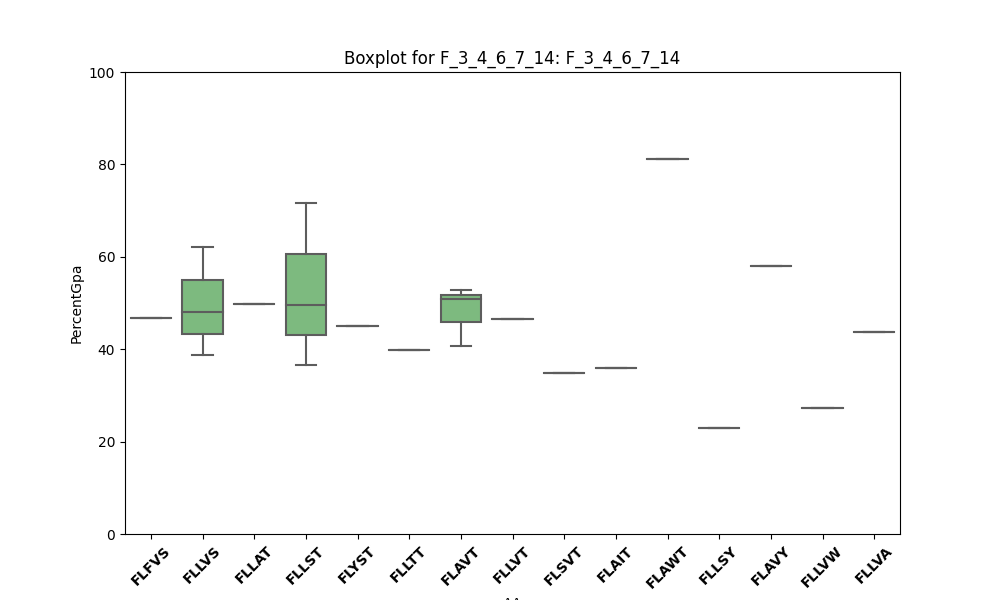 Boxplot for F_3_4_6_7_14: F_3_4_6_7_14
PercentGpa
100
80
60
40
20
0
FLFVS
FLLVS
FLLAT
FLLST
FLYST
FLLTT
FLAVT
FLLVT
FLSVT
FLAIT
FLAWT
FLLSY
FLAVY
FLLVW
FLLVA